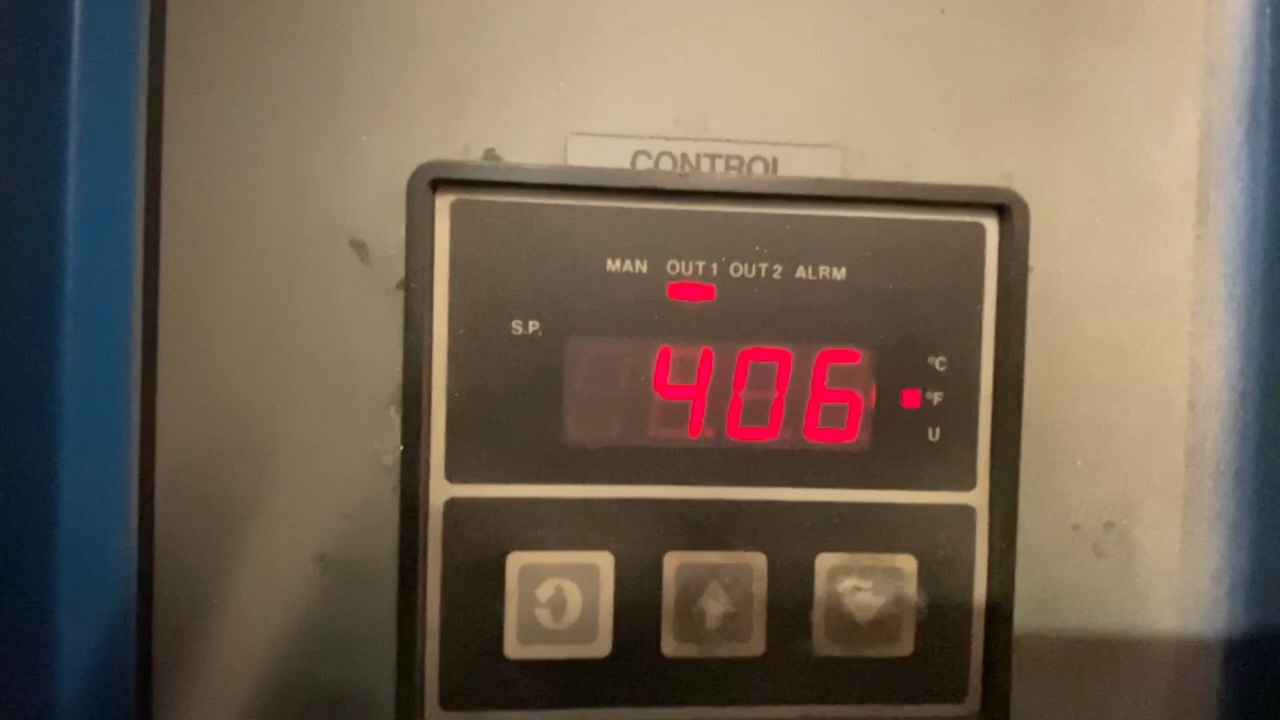 CONTROL
MAN OUT1 OUT2 ALRM
S.P.
406
°C
°F
U